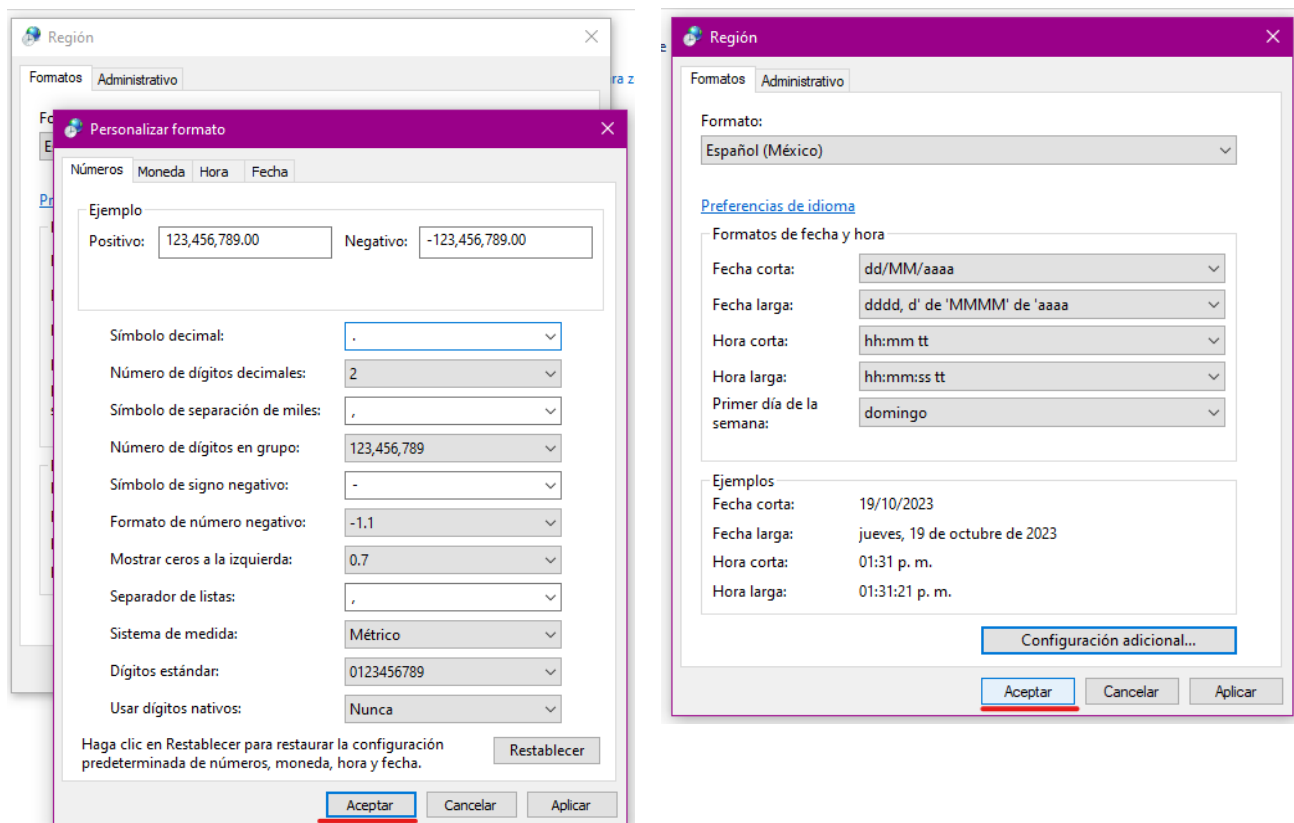 Región
Formatos
Administrativo
Personalizar formato
Números
Moneda
Hora
Fecha
Ejemplo
Positivo:
123,456,789.00
Negativo:
-123,456,789.00
Símbolo decimal:
.
Número de dígitos decimales:
2
Símbolo de separación de miles:
,
Número de dígitos en grupo:
123,456,789
Símbolo de signo negativo:
-
Formato de número negativo:
-1.1
Mostrar ceros a la izquierda:
0.7
Separador de listas:
,
Sistema de medida:
Métrico
Dígitos estándar:
0123456789
Usar dígitos nativos:
Nunca
Haga clic en Restablecer para restaurar la configuración
predeterminada de números, moneda, hora y fecha.
Restablecer
Aceptar
Cancelar
Aplicar
Región
Formatos
Administrativo
Formato:
Español (México)
Preferencias de idioma
Formatos de fecha y hora
Fecha corta:
dd/MM/aaaa
Fecha larga:
dddd, d' de 'MMMM' de 'aaaa
Hora corta:
hh:mm tt
Hora larga:
hh:mm:ss tt
Primer día de la
semana:
domingo
Ejemplos
Fecha corta:
19/10/2023
Fecha larga:
jueves, 19 de octubre de 2023
Hora corta:
01:31 p. m.
Hora larga:
01:31:21 p. m.
Configuración adicional...
Aceptar
Cancelar
Aplicar